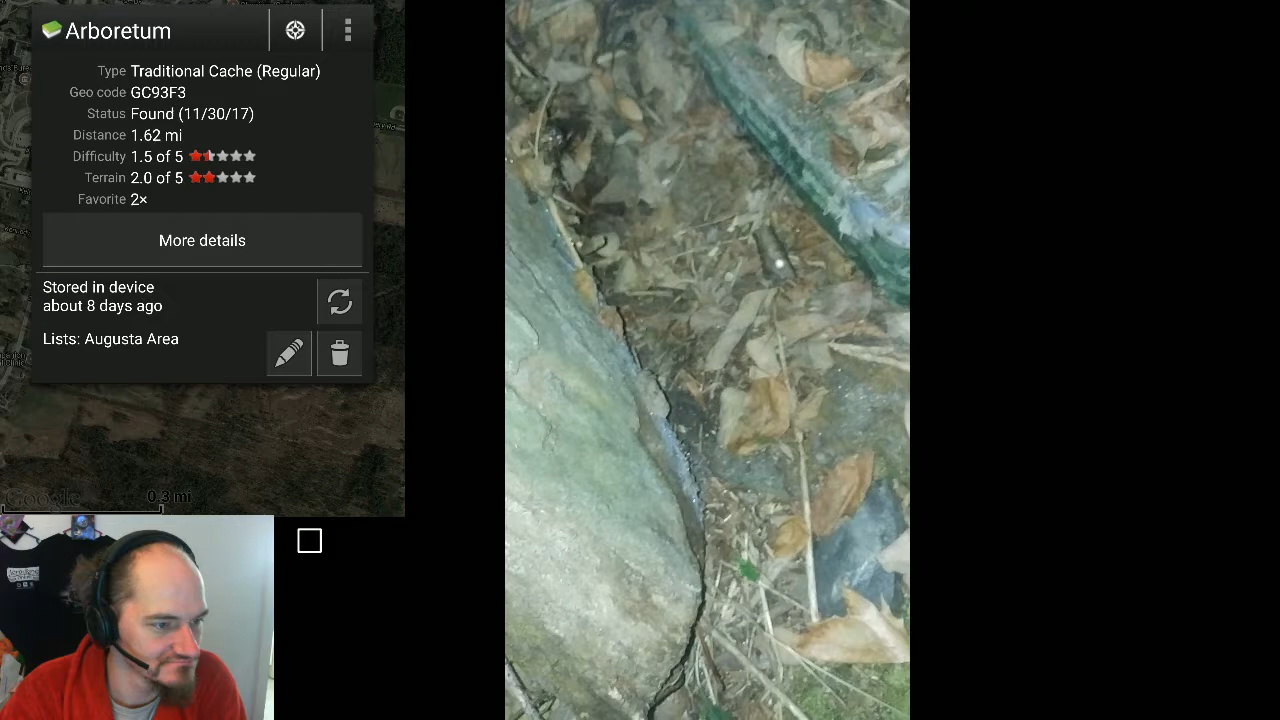 Arboretum
Type Traditional Cache (Regular)
Geo code GC93F3
Status Found (11/30/17)
Distance 1.62 mi
Difficulty 1.5 of 5
Terrain 2.0 of 5
Favorite 2×
More details
Stored in device
about 8 days ago
Lists: Augusta Area
Google
0.3 mi